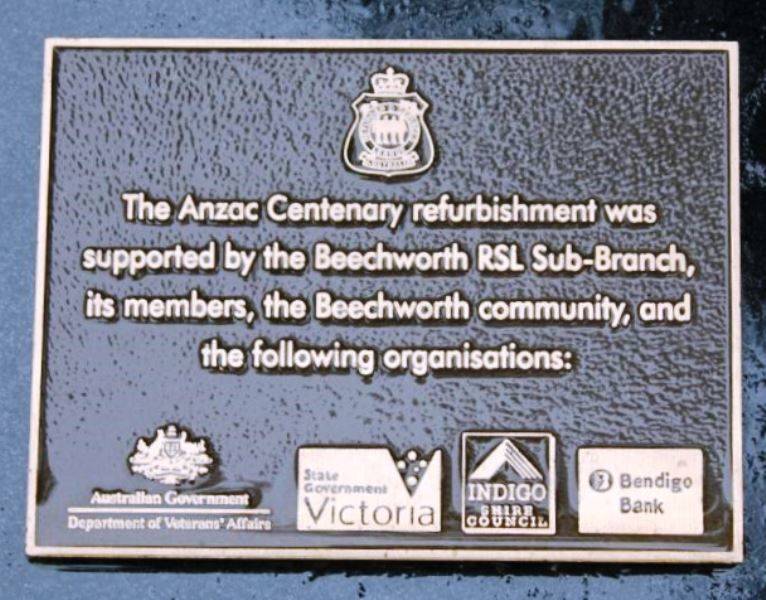 The Anzac Centenary refurbishment was
supported by the Beechworth RSL Sub-Branch,
its members, the Beechworth community, and
the following organisations:
Australian Government
Department of Veterans' Affairs
State
Government
Victoria
INDIGO
SHIRE
COUNCIL
Bendigo
Bank